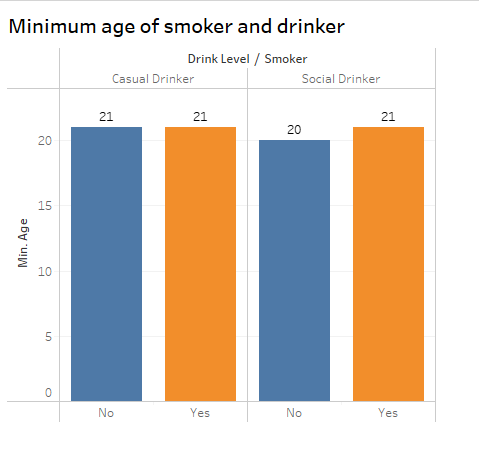 Minimum age of smoker and drinker
Drink Level / Smoker
Casual Drinker Social Drinker
21 21 20 21
20
15
10
5
0
Min. Age
No Yes No Yes